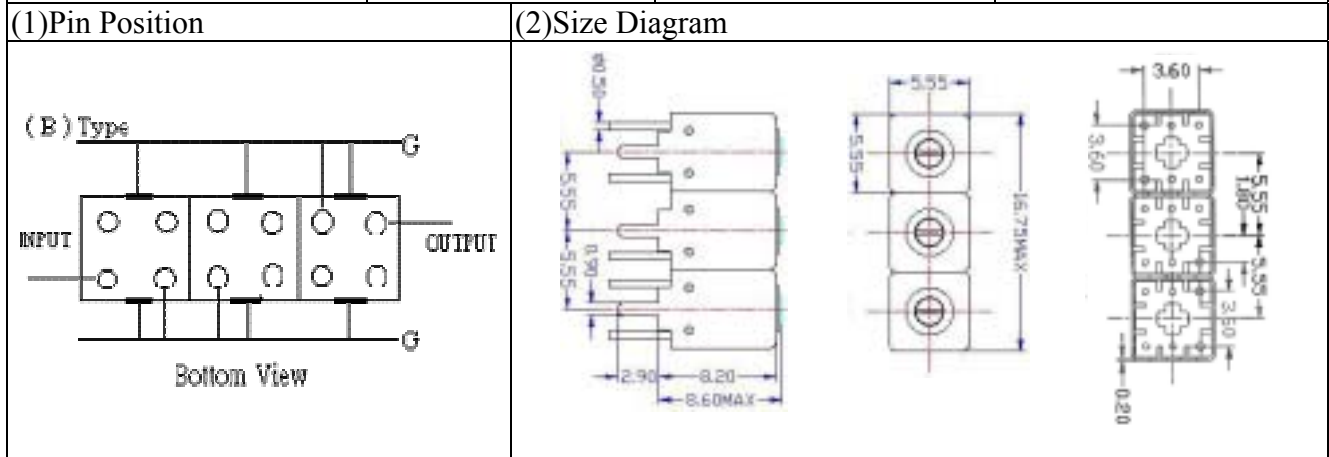 (1)Pin Position
(2)Size Diagram
(B)Type
G
INPUT
OUTPUT
G
Bottom View
ø0.50
5.55
5.55
0.90
2.90
8.20
8.60MAX
5.55
5.55
16.75MAX
3.60
3.60
5.55
1.80
5.55
0.20